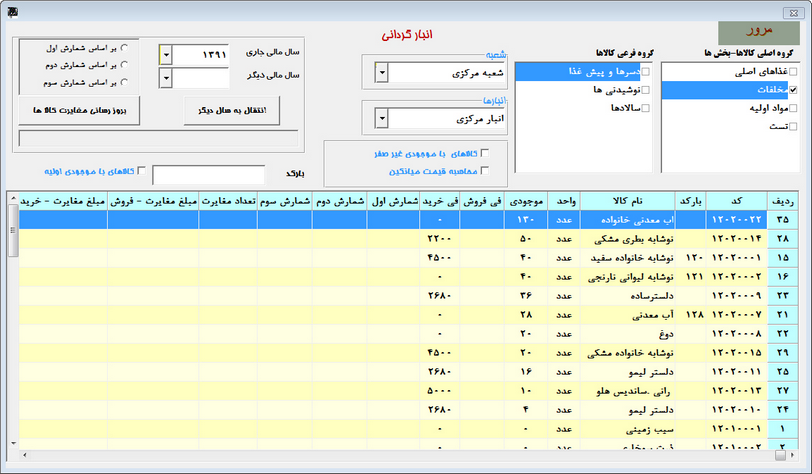 انبار گردانی
مرور
گروه اصلی کالاها-بخش ها
غذاهای اصلی
مخلفات
مواد اولیه
تست
گروه فرعی کالاها
دسرها و پیش غذا
نوشیدنی ها
سالادها
شعبه
شعبه مرکزی
انبارها
انبار مرکزی
کالاهای با موجودی غیر صفر
محاسبه قیمت میانگین
سال مالی جاری ۱۳۹۱
سال مالی دیگر
بر اساس شمارش اول
بر اساس شمارش دوم
بر اساس شمارش سوم
انتقال به سال دیگر
بروز رسانی مغایرت کالا ها
بارکد
کالاهای با موجودی اولیه
ردیف کد بارکد نام کالا واحد موجودی فی فروش فی خرید شمارش اول شمارش دوم شمارش سوم تعداد مغایرت مبلغ مغایرت - فروش مبلغ مغایرت - خرید
۳۵ ۱۲۰۲۰۰۲۲ آب معدنی خانواده عدد ۱۳۰ ۰
۲۸ ۱۲۰۲۰۰۱۴ نوشابه بطری مشکی عدد ۵۰ ۲۲۰۰
۱۵ ۱۲۰۲۰۰۰۱ ۱۲۰ نوشابه خانواده سفید عدد ۴۰ ۴۵۰۰
۱۶ ۱۲۰۲۰۰۰۲ ۱۲۱ نوشابه لیوانی نارنجی عدد ۴۰ ۰
۲۳ ۱۲۰۲۰۰۰۹ دلسترساده عدد ۳۶ ۲۶۸۰
۲۱ ۱۲۰۲۰۰۰۷ ۱۲۸ آب معدنی عدد ۲۸ ۰
۲۲ ۱۲۰۲۰۰۰۸ دوغ عدد ۲۰ ۰
۲۹ ۱۲۰۲۰۰۱۵ نوشابه خانواده مشکی عدد ۲۰ ۴۵۰۰
۲۵ ۱۲۰۲۰۰۱۱ دلستر لیمو عدد ۱۶ ۲۶۸۰
۲۷ ۱۲۰۲۰۰۱۳ رانی .ساندیس هلو عدد ۱۰ ۵۰۰۰
۲۴ ۱۲۰۲۰۰۱۰ دلستر لیمو عدد ۴ ۲۶۸۰
۱ ۱۲۰۱۰۰۰۱ سیب زمینی عدد ۰ ۰
۲ ۱۲۰۱۰۰۰۲ عدد